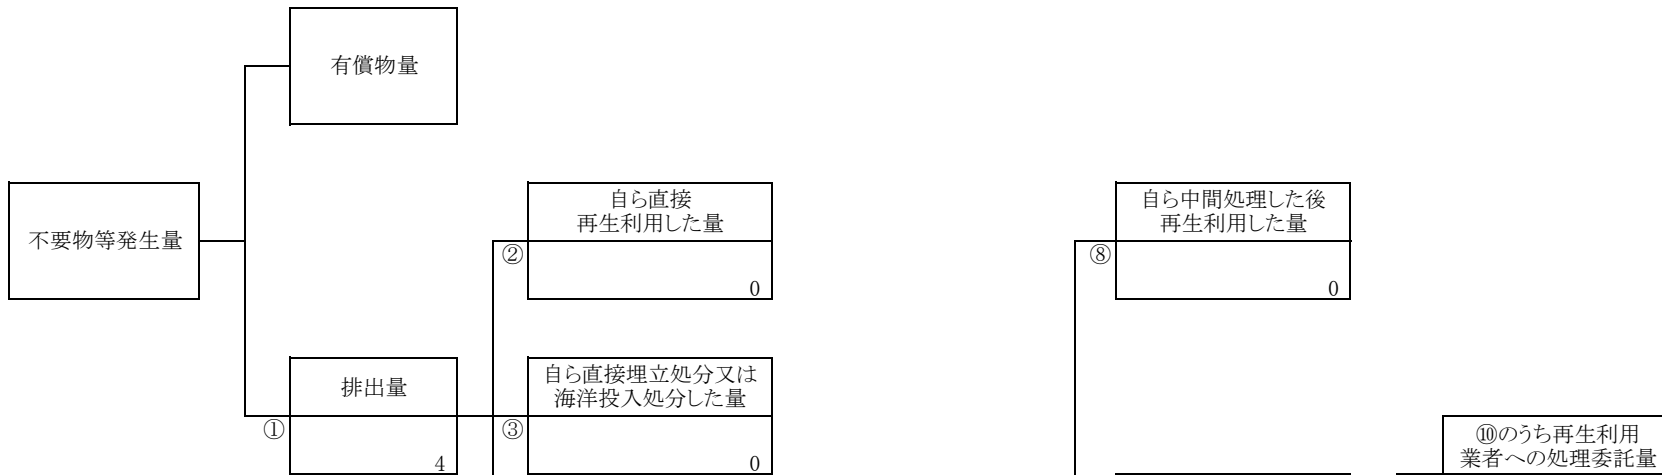 有償物量
不要物等発生量
自ら直接
再生利用した量
②
0
自ら中間処理した後
再生利用した量
⑧
0
排出量
①
4
自ら直接埋立処分又は
海洋投入処分した量
③
0
⑩のうち再生利用
業者への処理委託量